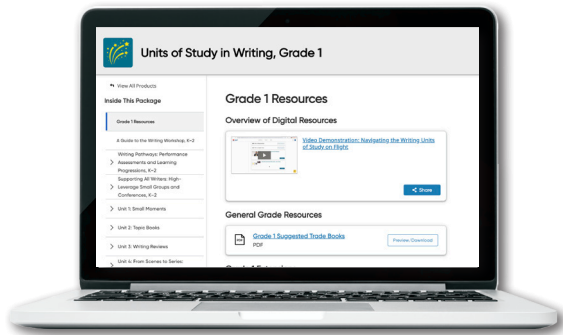 Units of Study in Writing, Grade 1
View All Products
Inside This Package
Grade 1 Resources
A Guide to the Writing Workshop, K–2
Writing Pathways: Performance
Assessments and Learning
Progressions, K–2
Supporting All Writers: High-
Leverage Small Groups and
Conferences, K–2
Unit 1: Small Moments
Unit 2: Topic Books
Unit 3: Writing Reviews
Unit 4: From Scenes to Series:
Grade 1 Resources
Overview of Digital Resources
Video Demonstration: Navigating the Writing Units
of Study on Flight
Share
General Grade Resources
Grade 1 Suggested Trade Books
PDF
Preview/Download